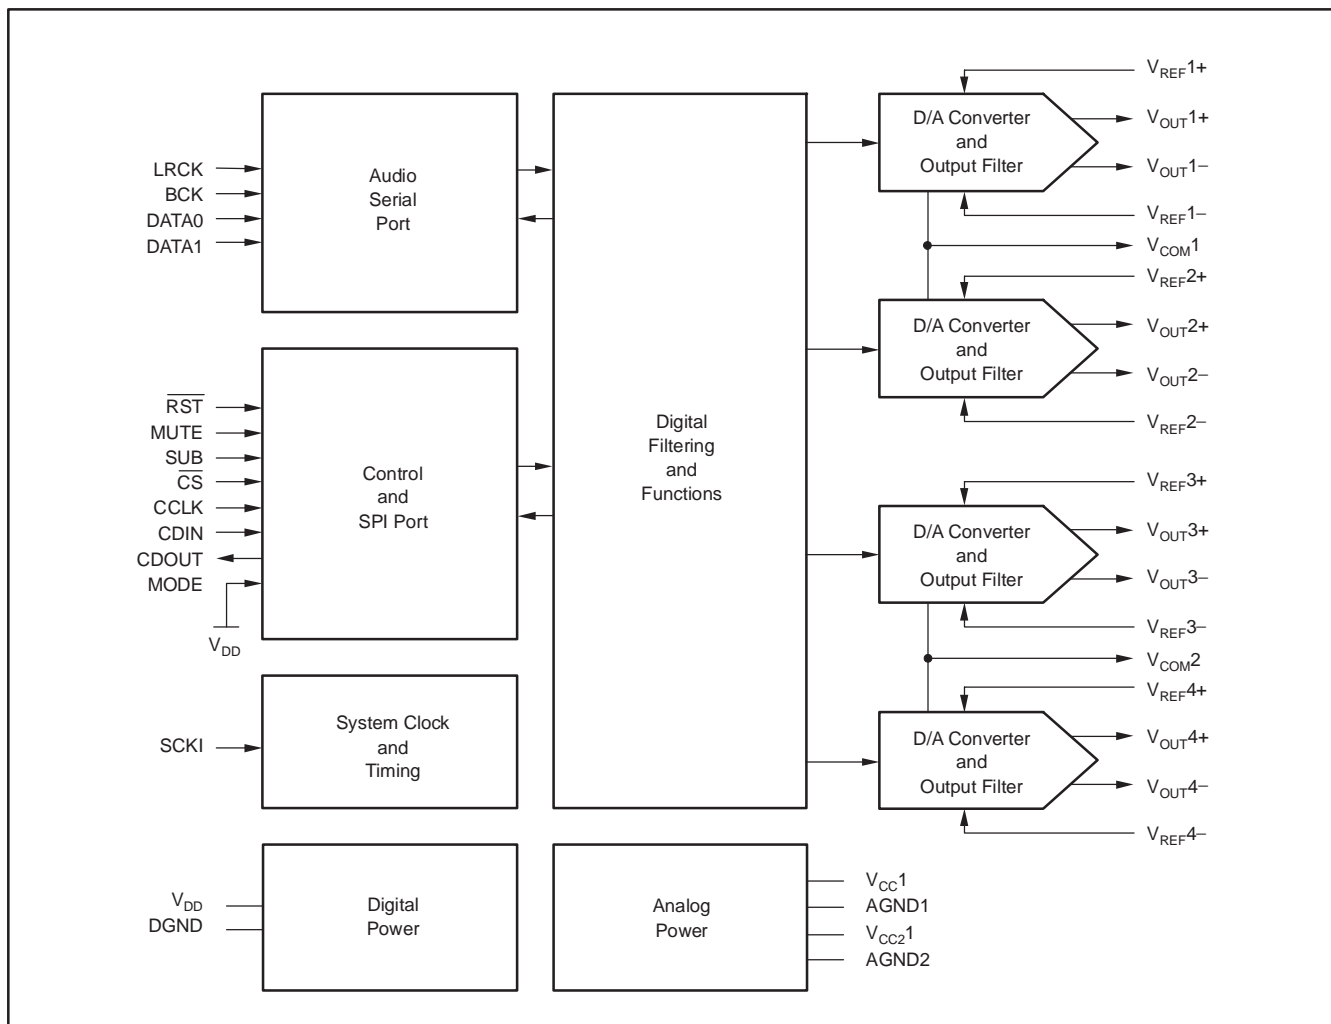 LRCK
BCK
DATA0
DATA1
Audio
Serial
Port
RST
MUTE
SUB
CS
CCLK
CDIN
CDOUT
MODE
VDD
Control
and
SPI Port
SCKI
System Clock
and
Timing
VDD
DGND
Digital
Power
Digital
Filtering
and
Functions
Analog
Power
VCC1
AGND1
VCC21
AGND2
D/A Converter
and
Output Filter
VREF1+
VOUT1+
VOUT1–
VREF1–
VCOM1
D/A Converter
and
Output Filter
VREF2+
VOUT2+
VOUT2–
VREF2–
D/A Converter
and
Output Filter
VREF3+
VOUT3+
VOUT3–
VREF3–
VCOM2
D/A Converter
and
Output Filter
VREF4+
VOUT4+
VOUT4–
VREF4–